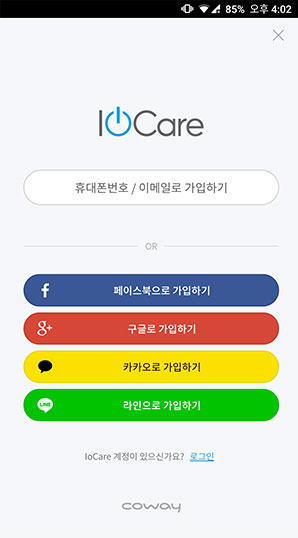 85% 오후 4:02
IoCare
휴대폰번호 / 이메일로 가입하기
OR
f 페이스북으로 가입하기
g+ 구글로 가입하기
카카오로 가입하기
LINE 라인으로 가입하기
IoCare 계정이 있으신가요? 로그인
coway